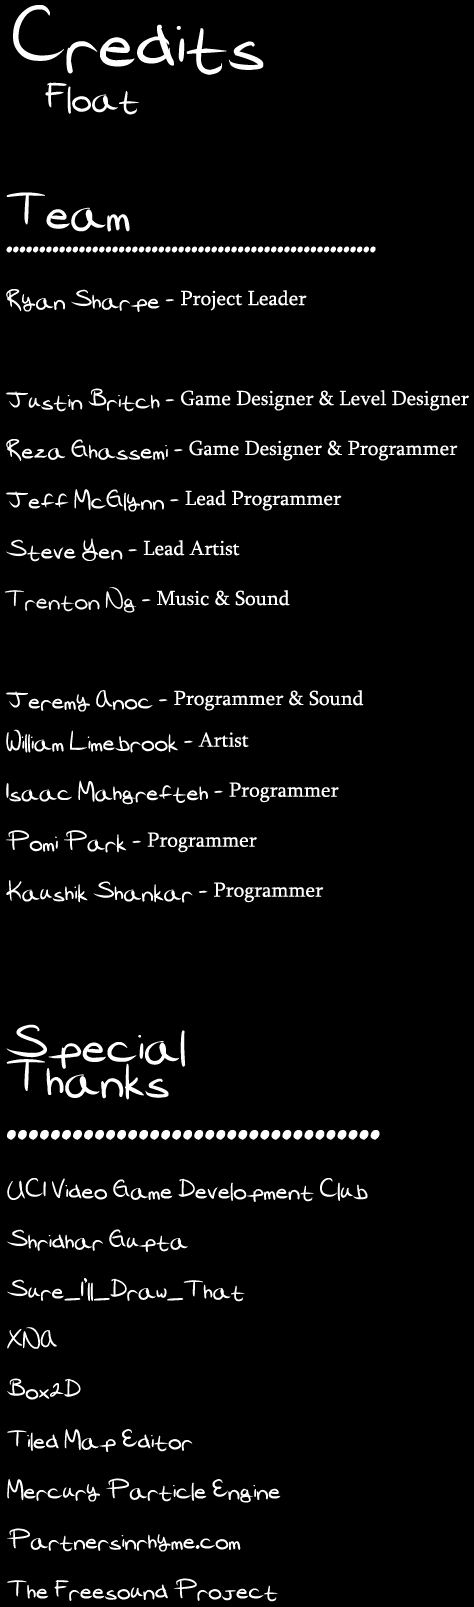 Credits
Float
Team
Ryan Sharpe - Project Leader
Justin Britch - Game Designer & Level Designer
Reza Ghassemi - Game Designer & Programmer
Jeff McGlynn - Lead Programmer
Steve Yen - Lead Artist
Trenton Ng - Music & Sound
Jeremy Anoc - Programmer & Sound
William Limebrook - Artist
Isaac Mahgrefteh - Programmer
Pomi Park - Programmer
Kaushik Shankar - Programmer
Special
Thanks
UCI Video Game Development Club
Shridhar Gupta
Sure_I'll_Draw_That
XNA
Box2D
Tiled Map Editor
Mercury Particle Engine
Partnersinrhyme.com
The Freesound Project